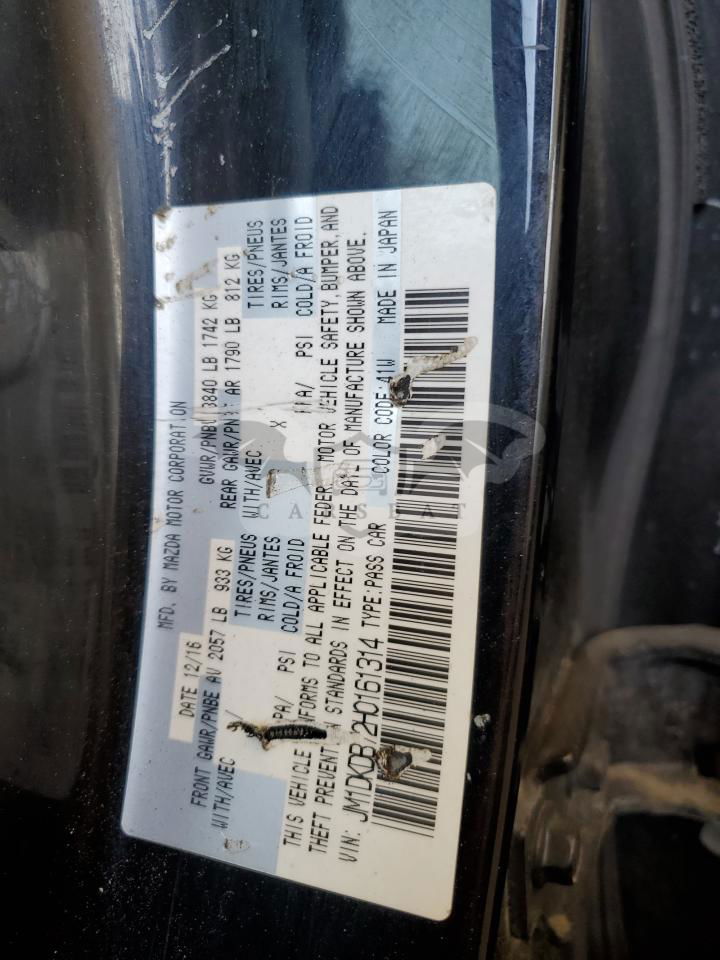 MFD. BY MAZDA MOTOR CORPORATION
DATE 12/16 GVWR/PNBV 3840 LB 1742 KG
FRONT GAWR/PNBE AV 2057 LB 933 KG REAR GAWR/PNBE AR 1790 LB 812 KG
WITH/AVEC TIRES/PNEUS WITH/AVEC X TIRES/PNEUS
RIMS/JANTES RIMS/JANTES
PSI COLD/A FROID PSI COLD/A FROID
THIS VEHICLE TO ALL APPLICABLE MOTOR VEHICLE SAFETY, BUMPER, AND
THEFT PREVENTION STANDARDS IN EFFECT ON THE DATE OF MANUFACTURE SHOWN ABOVE.
VIN: TYPE:PASS CAR COLOR CODE: 41W MADE IN JAPAN